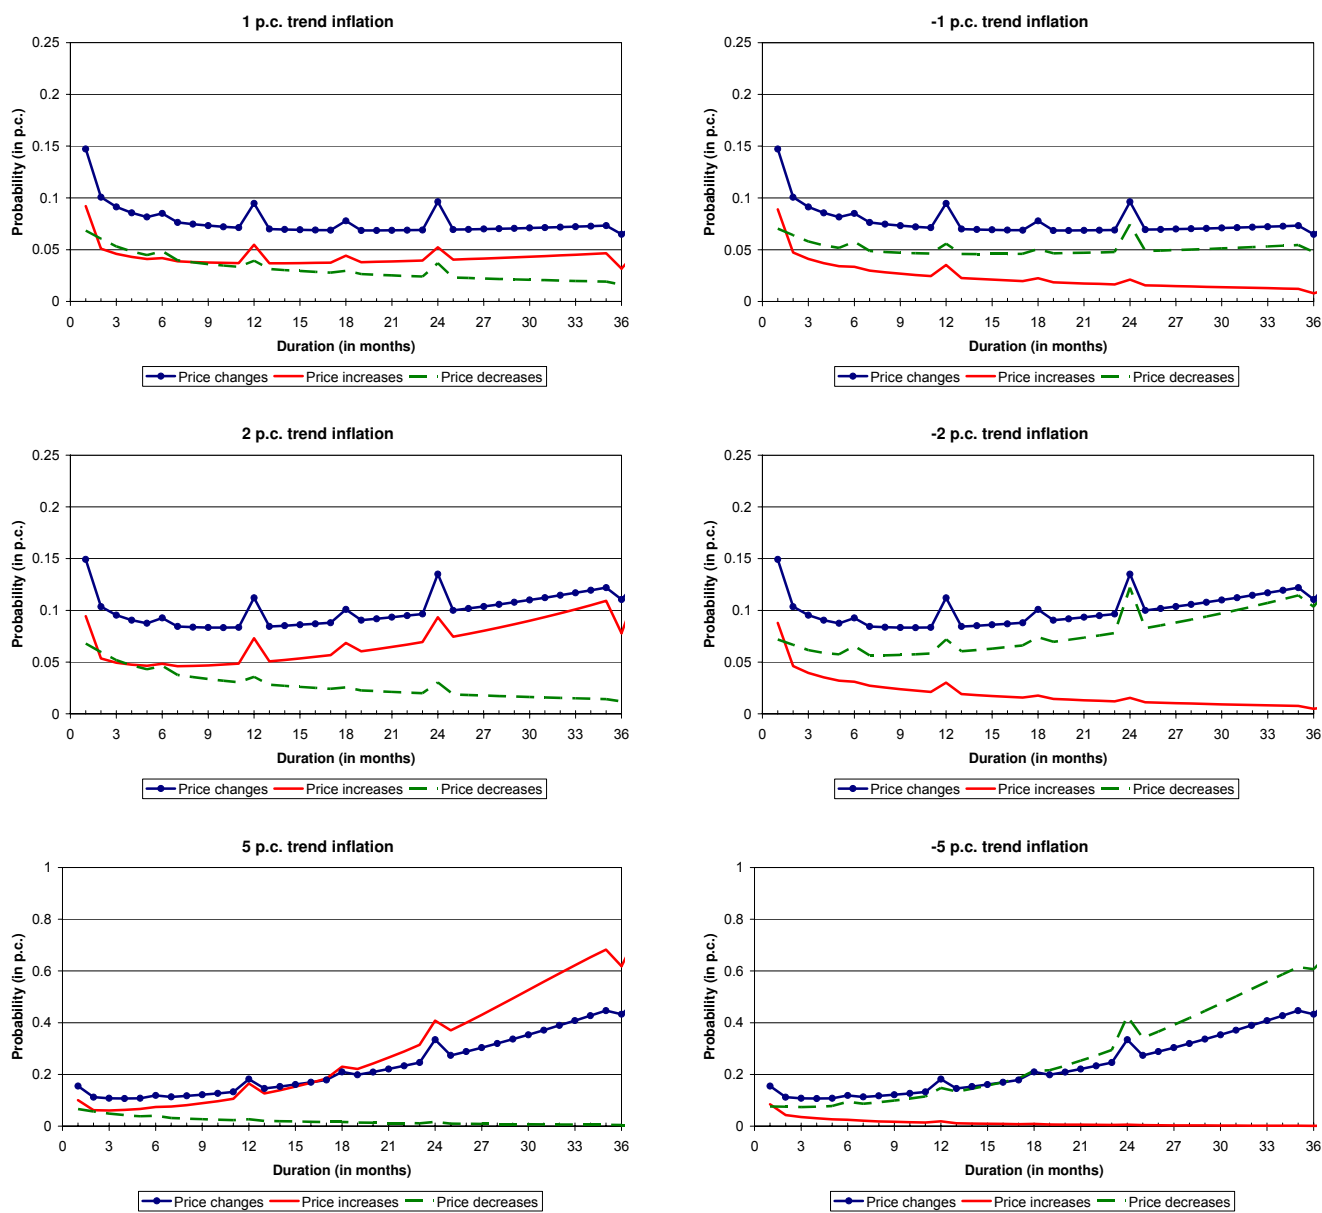 1 p.c. trend inflation
0.25
0.2
0.15
0.1
0.05
0
Probability (in p.c.)
0 3 6 9 12 15 18 21 24 27 30 33 36
Duration (in months)
Price changes Price increases Price decreases
-1 p.c. trend inflation
0.25
0.2
0.15
0.1
0.05
0
Probability (in p.c.)
0 3 6 9 12 15 18 21 24 27 30 33 36
Duration (in months)
Price changes Price increases Price decreases
2 p.c. trend inflation
0.25
0.2
0.15
0.1
0.05
0
Probability (in p.c.)
0 3 6 9 12 15 18 21 24 27 30 33 36
Duration (in months)
Price changes Price increases Price decreases
-2 p.c. trend inflation
0.25
0.2
0.15
0.1
0.05
0
Probability (in p.c.)
0 3 6 9 12 15 18 21 24 27 30 33 36
Duration (in months)
Price changes Price increases Price decreases
5 p.c. trend inflation
1
0.8
0.6
0.4
0.2
0
Probability (in p.c.)
0 3 6 9 12 15 18 21 24 27 30 33 36
Duration (in months)
Price changes Price increases Price decreases
-5 p.c. trend inflation
1
0.8
0.6
0.4
0.2
0
Probability (in p.c.)
0 3 6 9 12 15 18 21 24 27 30 33 36
Duration (in months)
Price changes Price increases Price decreases